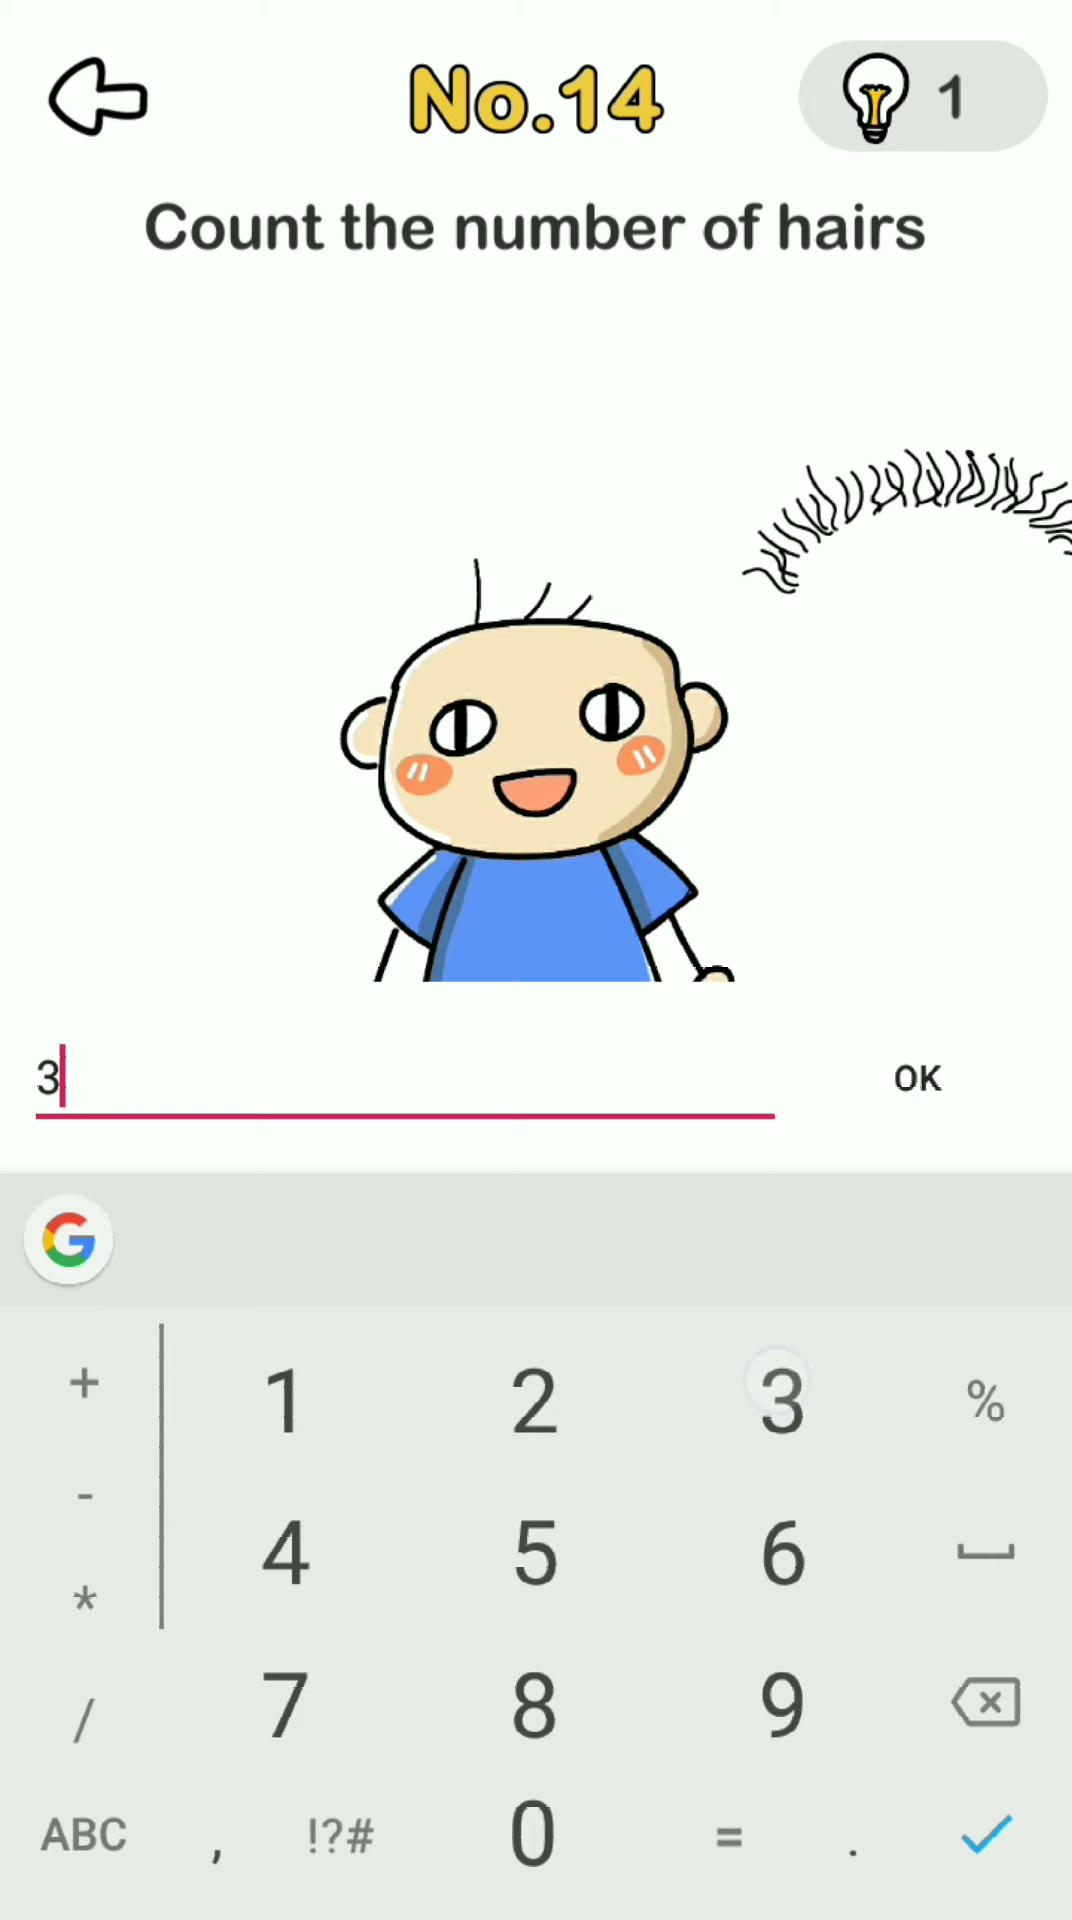 No.14
1
Count the number of hairs
3
OK
+ 1 2 3 %
- 4 5 6
*
/ 7 8 9
ABC , !?# 0 = .